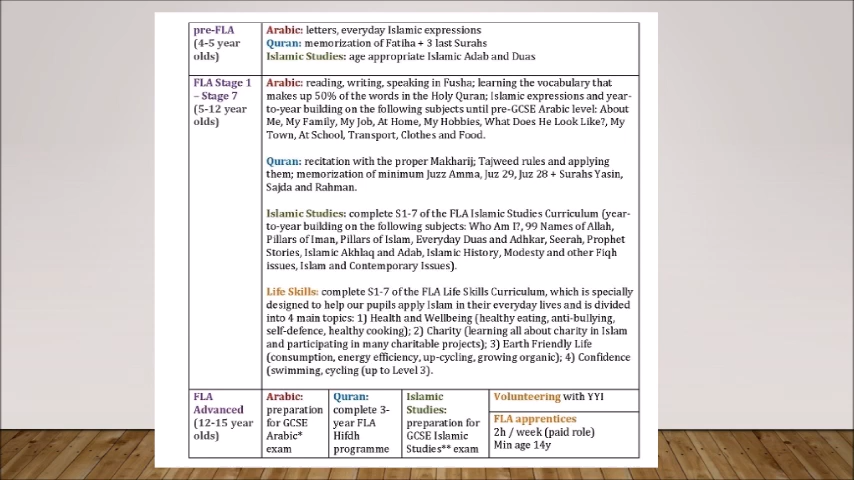 pre-FLA
(4-5 year
olds)
Arabic: letters, everyday Islamic expressions
Quran: memorization of Fatiha + 3 last Surahs
Islamic Studies: age appropriate Islamic Adab and Duas
FLA Stage 1
– Stage 7
(5-12 year
olds)
Arabic: reading, writing, speaking in Fusha; learning the vocabulary that
makes up 50% of the words in the Holy Quran; Islamic expressions and year-
to-year building on the following subjects until pre-GCSE Arabic level: About
Me, My Family, My Job, At Home, My Hobbies, What Does He Look Like?, My
Town, At School, Transport, Clothes and Food.
Quran: recitation with the proper Makharij; Tajweed rules and applying
them; memorization of minimum Juzz Amma, Juz 29, Juz 28 + Surahs Yasin,
Sajda and Rahman.
Islamic Studies: complete S1-7 of the FLA Islamic Studies Curriculum (year-
to-year building on the following subjects: Who Am I?, 99 Names of Allah,
Pillars of Iman, Pillars of Islam, Everyday Duas and Adhkar, Seerah, Prophet
Stories, Islamic Akhlaq and Adab, Islamic History, Modesty and other Fiqh
issues, Islam and Contemporary Issues).
Life Skills: complete S1-7 of the FLA Life Skills Curriculum, which is specially
designed to help our pupils apply Islam in their everyday lives and is divided
into 4 main topics: 1) Health and Wellbeing (healthy eating, anti-bullying,
self-defence, healthy cooking); 2) Charity (learning all about charity in Islam
and participating in many charitable projects); 3) Earth Friendly Life
(consumption, energy efficiency, up-cycling, growing organic); 4) Confidence
(swimming, cycling (up to Level 3).
FLA
Advanced
(12-15 year
olds)
Arabic:
preparation
for GCSE
Arabic*
exam
Quran:
complete 3-
year FLA
Hifdh
programme
Islamic
Studies:
preparation for
GCSE Islamic
Studies** exam
Volunteering with YYI
FLA apprentices
2h / week (paid role)
Min age 14y